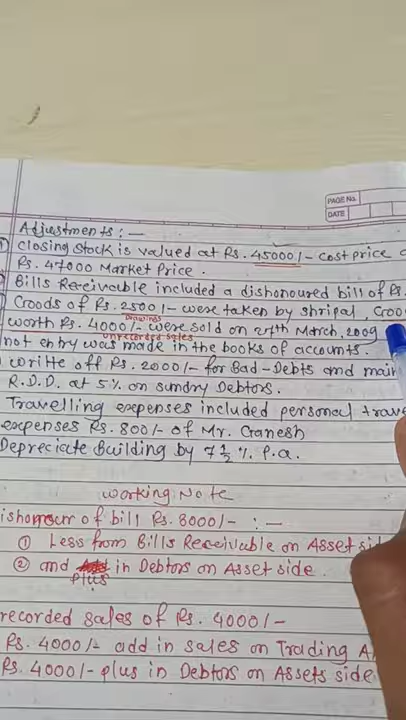 PAGE No.
DATE
Adjustments :-
closing stock is valued at Rs. 45000/- cost price
Rs. 47000 Market Price.
Bills Receivable included a dishonoured bill of Rs.
Goods of Rs. 2500/- were taken by shripal, Goo
Drawings
worth Rs. 4000/- were sold on 27th March, 2009
unrecorded sales
not entry was made in the books of accounts.
write off Rs. 2000/- for Bad-Debts and main
R.D.D. at 5% on sundry Debtors.
Travelling expenses included personal trave
expenses Rs. 800/- of Mr. Ganesh
Depreciate Building by 7 1/2 %. P.a.
Working Note
ishonour of bill Rs. 8000/- :-
① Less from Bills Receivable on Asset sid
② and in Debtors on Asset side.
plus
recorded sales of Rs. 4000/-
Rs. 4000/- add in sales on Trading A
Rs. 4000/- plus in Debtors on Assets side